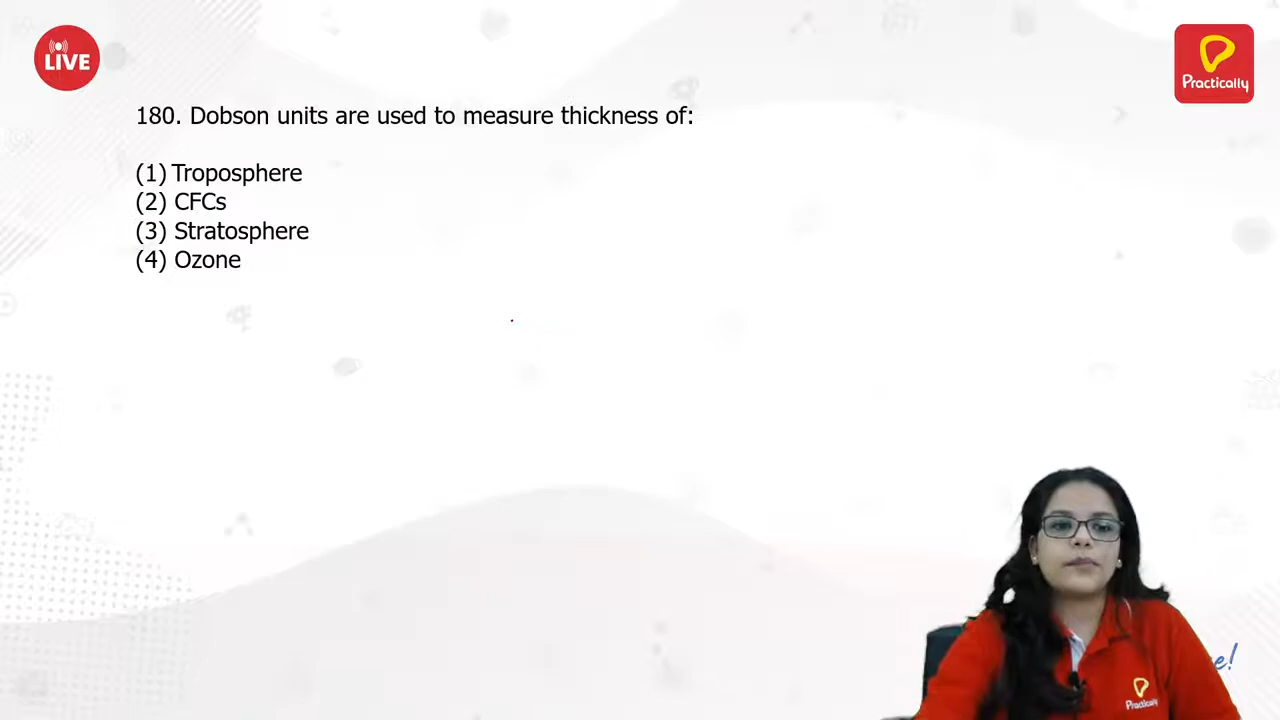 LIVE
Practically
180. Dobson units are used to measure thickness of:
(1) Troposphere
(2) CFCs
(3) Stratosphere
(4) Ozone
Practically